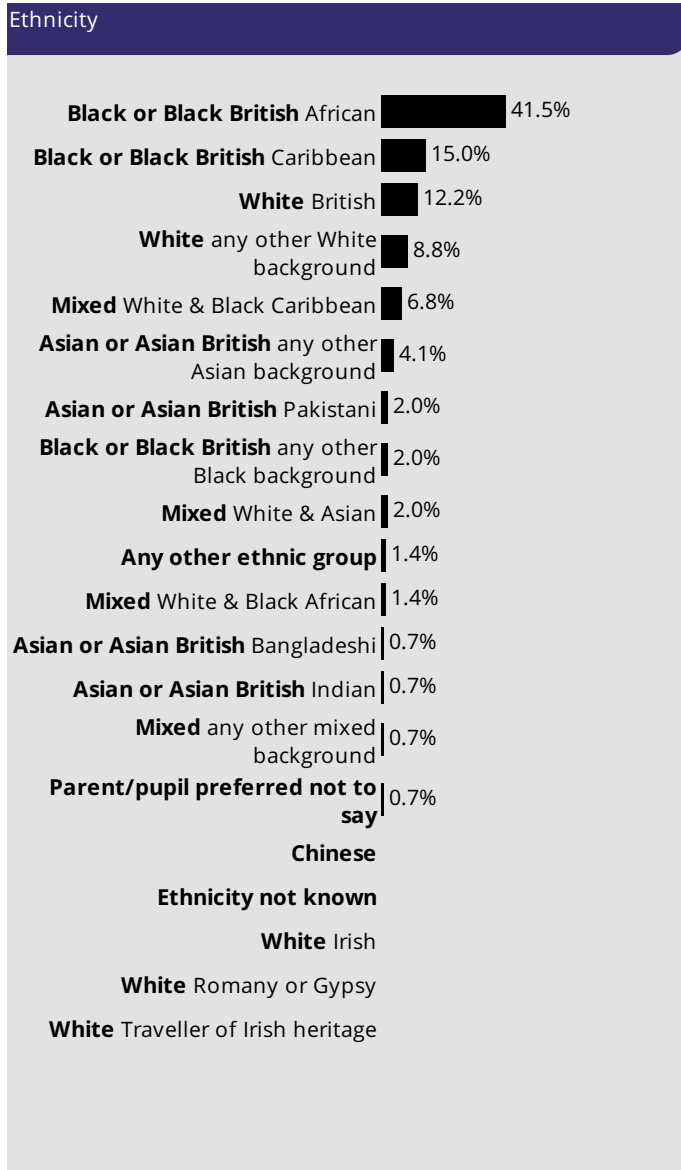 Ethnicity
Black or Black British African 41.5%
Black or Black British Caribbean 15.0%
White British 12.2%
White any other White
background 8.8%
Mixed White & Black Caribbean 6.8%
Asian or Asian British any other
Asian background 4.1%
Asian or Asian British Pakistani 2.0%
Black or Black British any other
Black background 2.0%
Mixed White & Asian 2.0%
Any other ethnic group 1.4%
Mixed White & Black African 1.4%
Asian or Asian British Bangladeshi 0.7%
Asian or Asian British Indian 0.7%
Mixed any other mixed
background 0.7%
Parent/pupil preferred not to
say 0.7%
Chinese
Ethnicity not known
White Irish
White Romany or Gypsy
White Traveller of Irish heritage